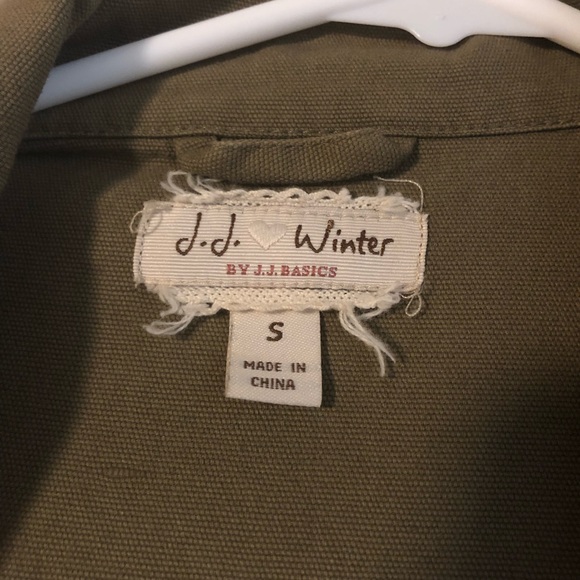 J.J. Winter
BY J.J. BASICS
S
MADE IN
CHINA